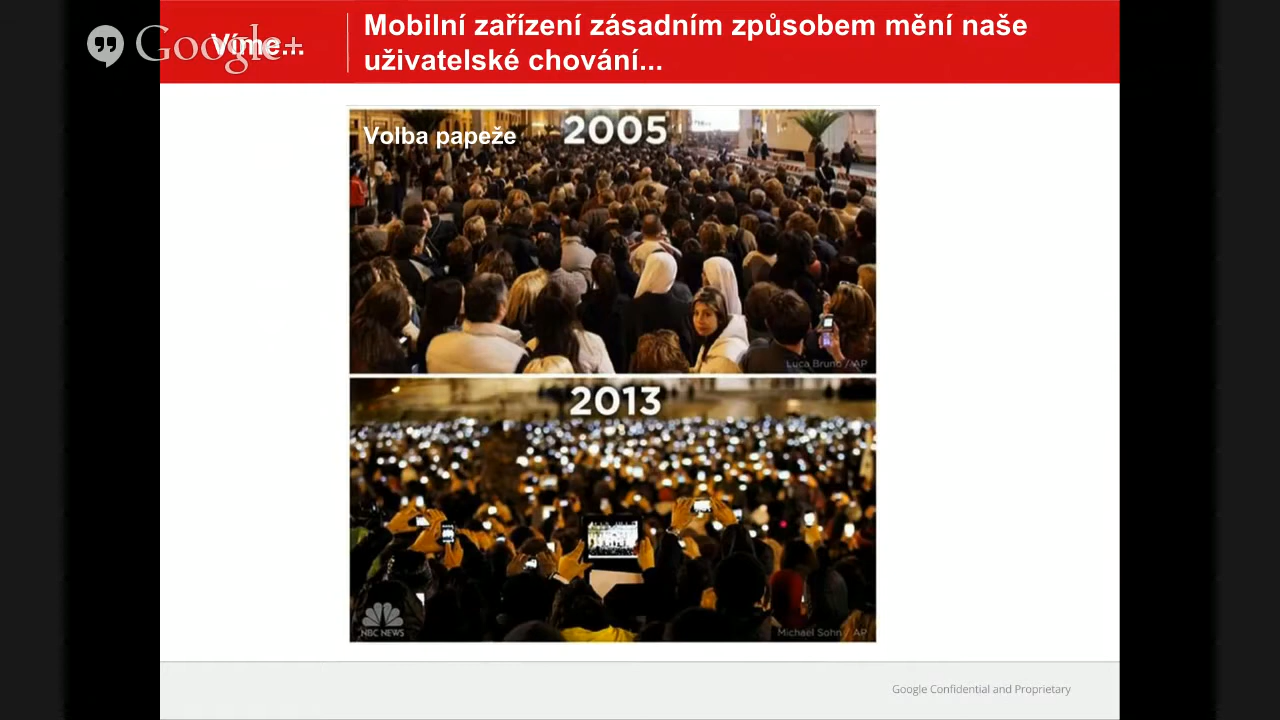 Google+
Víme...
Mobilní zařízení zásadním způsobem mění naše
uživatelské chování...
Volba papeže
2005
Luca Bruno / AP
2013
NBC NEWS
Michael Sohn / AP
Google Confidential and Proprietary